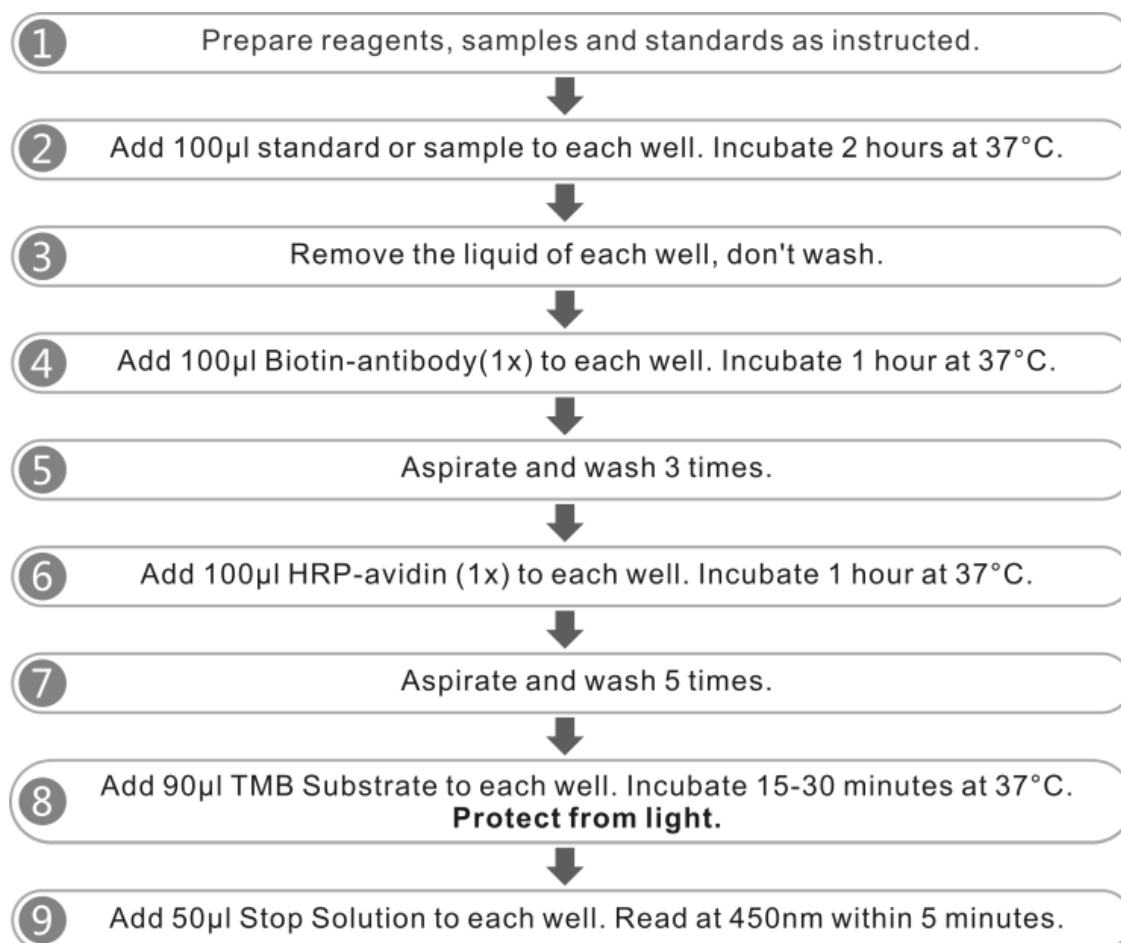 1 Prepare reagents, samples and standards as instructed.
2 Add 100μl standard or sample to each well. Incubate 2 hours at 37°C.
3 Remove the liquid of each well, don't wash.
4 Add 100μl Biotin-antibody(1x) to each well. Incubate 1 hour at 37°C.
5 Aspirate and wash 3 times.
6 Add 100μl HRP-avidin (1x) to each well. Incubate 1 hour at 37°C.
7 Aspirate and wash 5 times.
8 Add 90μl TMB Substrate to each well. Incubate 15-30 minutes at 37°C.
Protect from light.
9 Add 50μl Stop Solution to each well. Read at 450nm within 5 minutes.